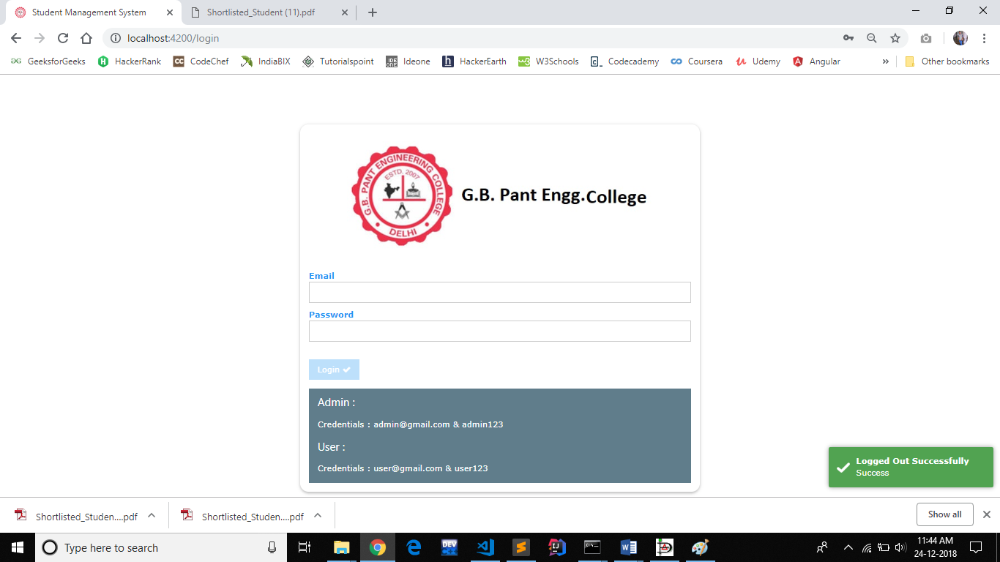 Student Management System
Shortlisted_Student (11).pdf
localhost:4200/login
GeeksforGeeks
HackerRank
CodeChef
IndiaBIX
Tutorialspoint
Ideone
HackerEarth
W3Schools
Codecademy
Coursera
Udemy
Angular
Other bookmarks
G.B. PANT ENGINEERING COLLEGE
ESTD. 2007
DELHI
G.B. Pant Engg.College
Email
Password
Login
Admin :
Credentials : admin@gmail.com & admin123
User :
Credentials : user@gmail.com & user123
Logged Out Successfully
Success
Shortlisted_Studen....pdf
Shortlisted_Studen....pdf
Show all
Type here to search
DEV
11:44 AM
24-12-2018